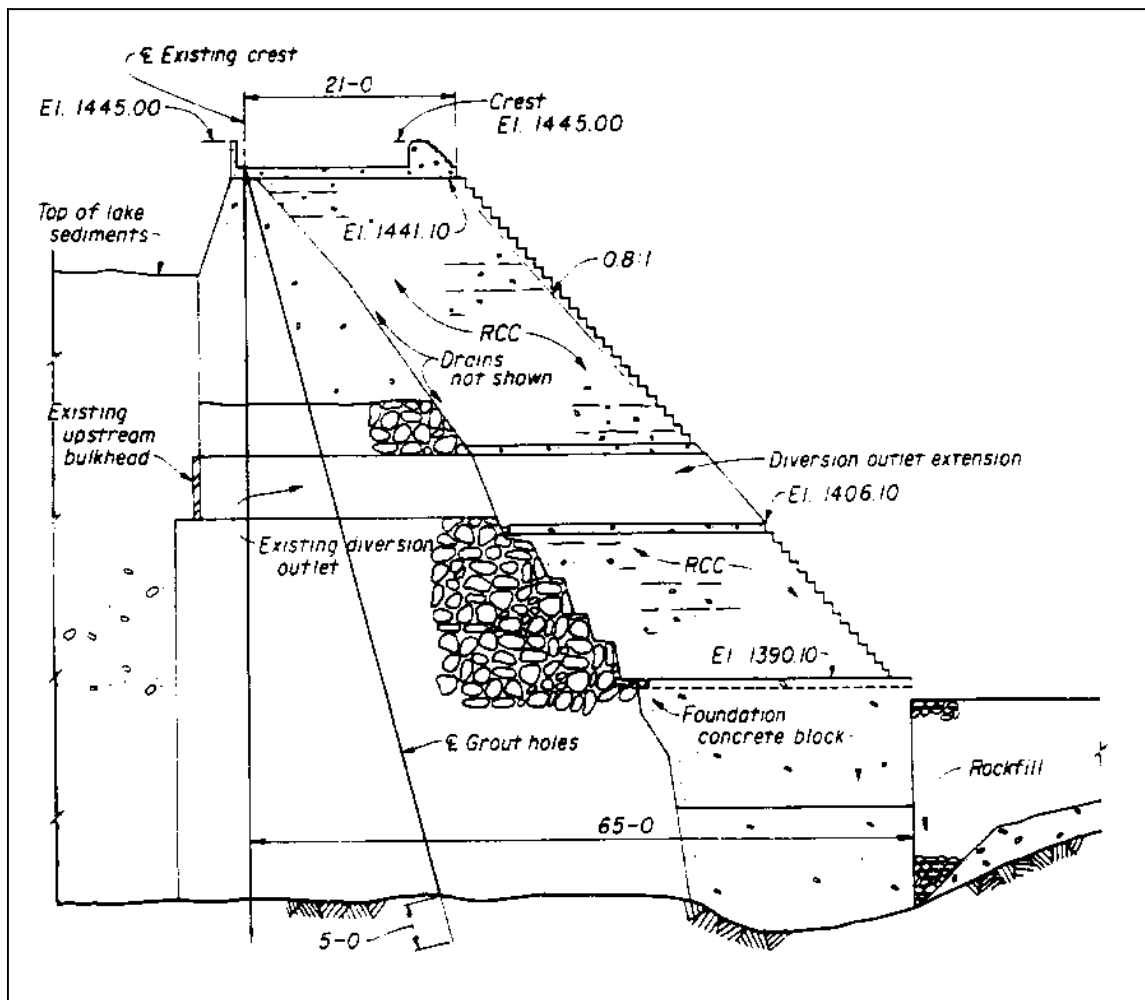 ℄ Existing crest
21-0
El. 1445.00
Crest
El. 1445.00
Top of lake
sediments
El. 1441.10
0.8:1
RCC
Drains
not shown
Existing
upstream
bulkhead
Diversion outlet extension
El. 1406.10
Existing diversion
outlet
RCC
El. 1390.10
Foundation
concrete block
℄ Grout holes
Rockfill
65-0
5-0